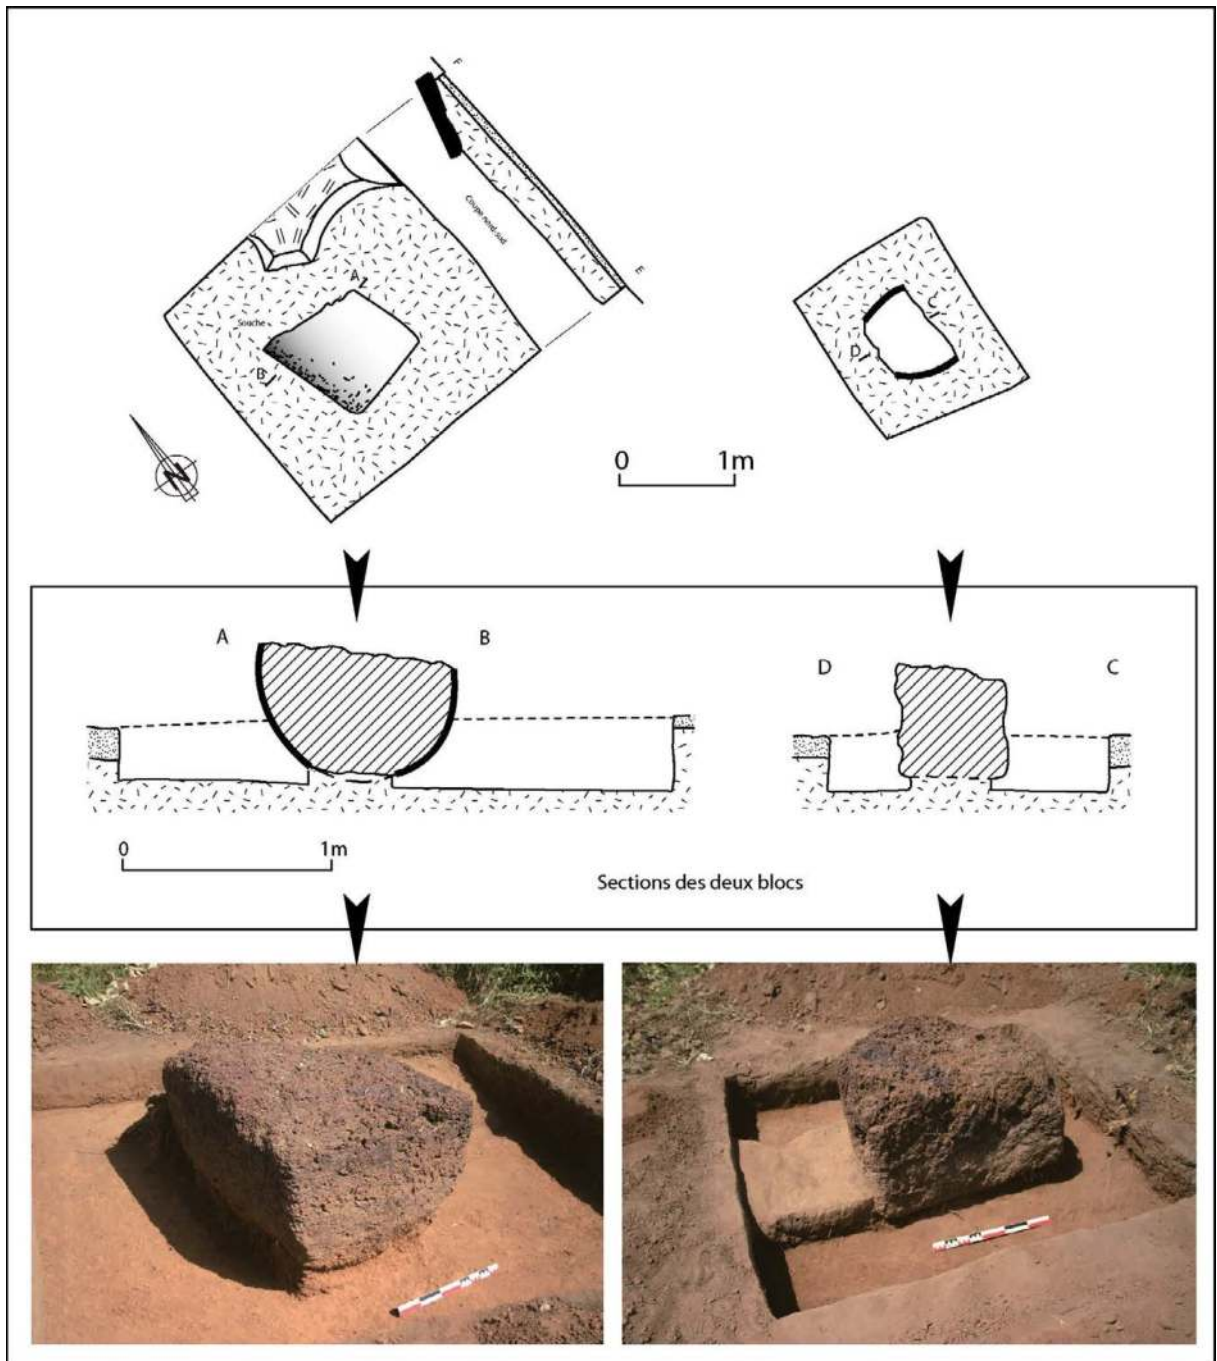 F
Coupe nord-sud
E
A
Souche
B
C
D
N
0 1m
A B D C
0 1m
Sections des deux blocs